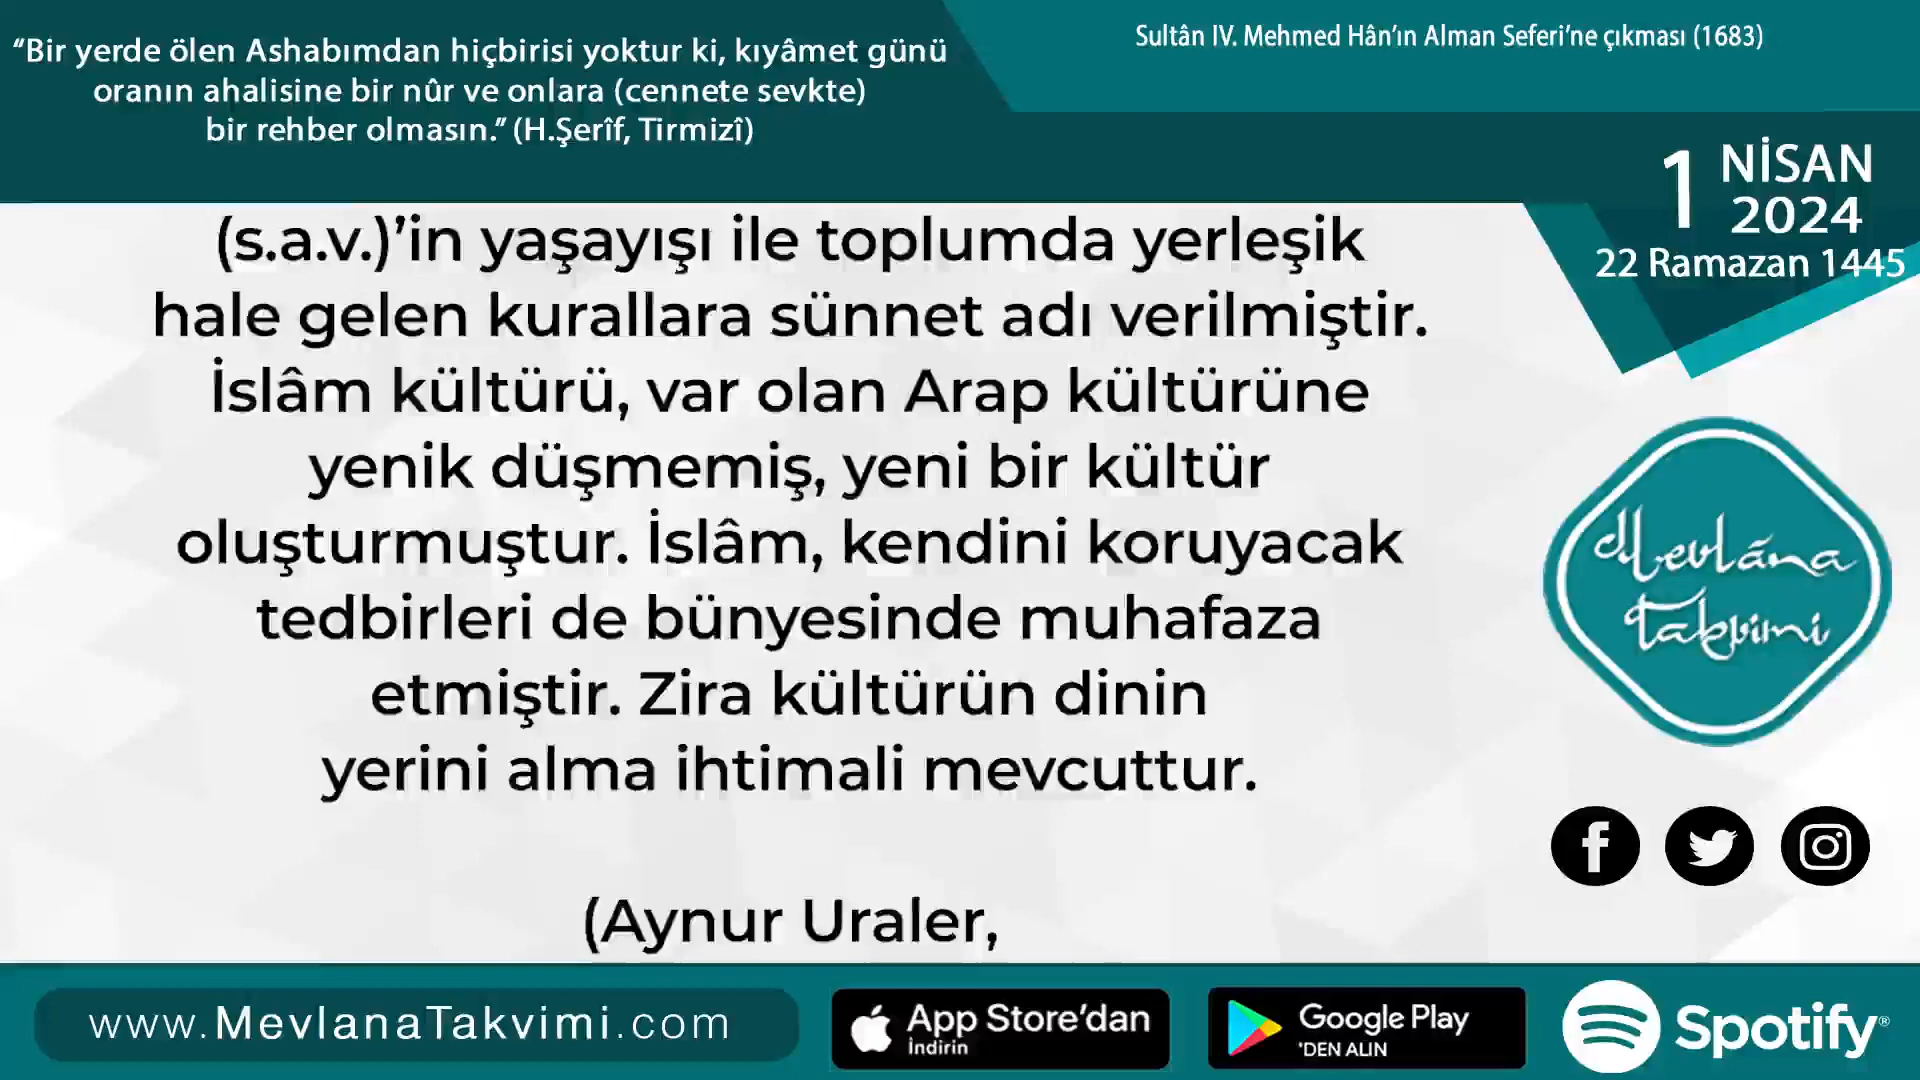 “Bir yerde ölen Ashabımdan hiçbirisi yoktur ki, kıyâmet günü
oranın ahalisine bir nûr ve onlara (cennete sevkte)
bir rehber olmasın.” (H.Şerîf, Tirmizî)
Sultân IV. Mehmed Hân’ın Alman Seferi’ne çıkması (1683)
1 NİSAN
2024
22 Ramazan 1445
(s.a.v.)’in yaşayışı ile toplumda yerleşik
hale gelen kurallara sünnet adı verilmiştir.
İslâm kültürü, var olan Arap kültürüne
yenik düşmemiş, yeni bir kültür
oluşturmuştur. İslâm, kendini koruyacak
tedbirleri de bünyesinde muhafaza
etmiştir. Zira kültürün dinin
yerini alma ihtimali mevcuttur.
(Aynur Uraler,
Mevlâna
Takvimi
www.MevlanaTakvimi.com
App Store’dan
İndirin
Google Play
'DEN ALIN
Spotify®